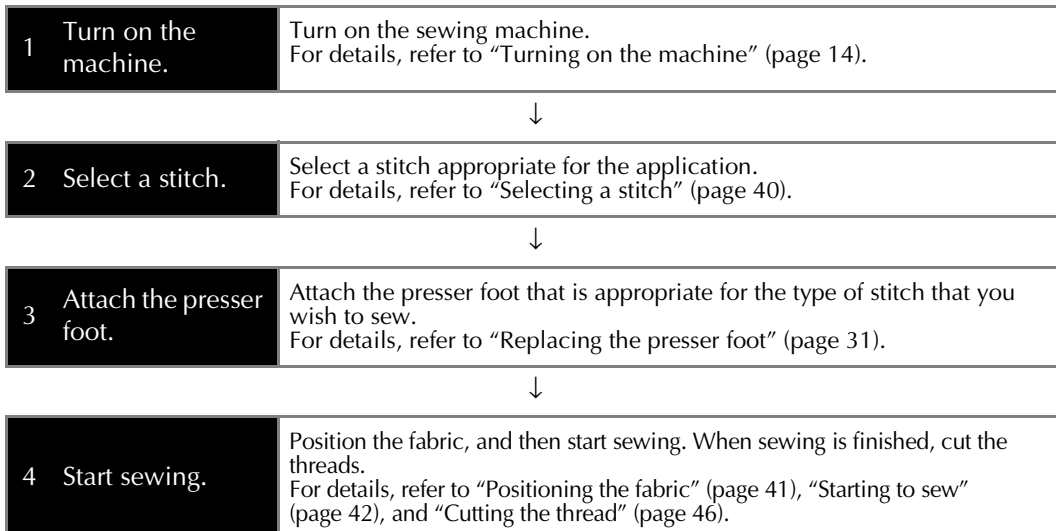 1 Turn on the machine.
Turn on the sewing machine.
For details, refer to “Turning on the machine” (page 14).
↓
2 Select a stitch.
Select a stitch appropriate for the application.
For details, refer to “Selecting a stitch” (page 40).
↓
3 Attach the presser foot.
Attach the presser foot that is appropriate for the type of stitch that you
wish to sew.
For details, refer to “Replacing the presser foot” (page 31).
↓
4 Start sewing.
Position the fabric, and then start sewing. When sewing is finished, cut the
threads.
For details, refer to “Positioning the fabric” (page 41), “Starting to sew”
(page 42), and “Cutting the thread” (page 46).